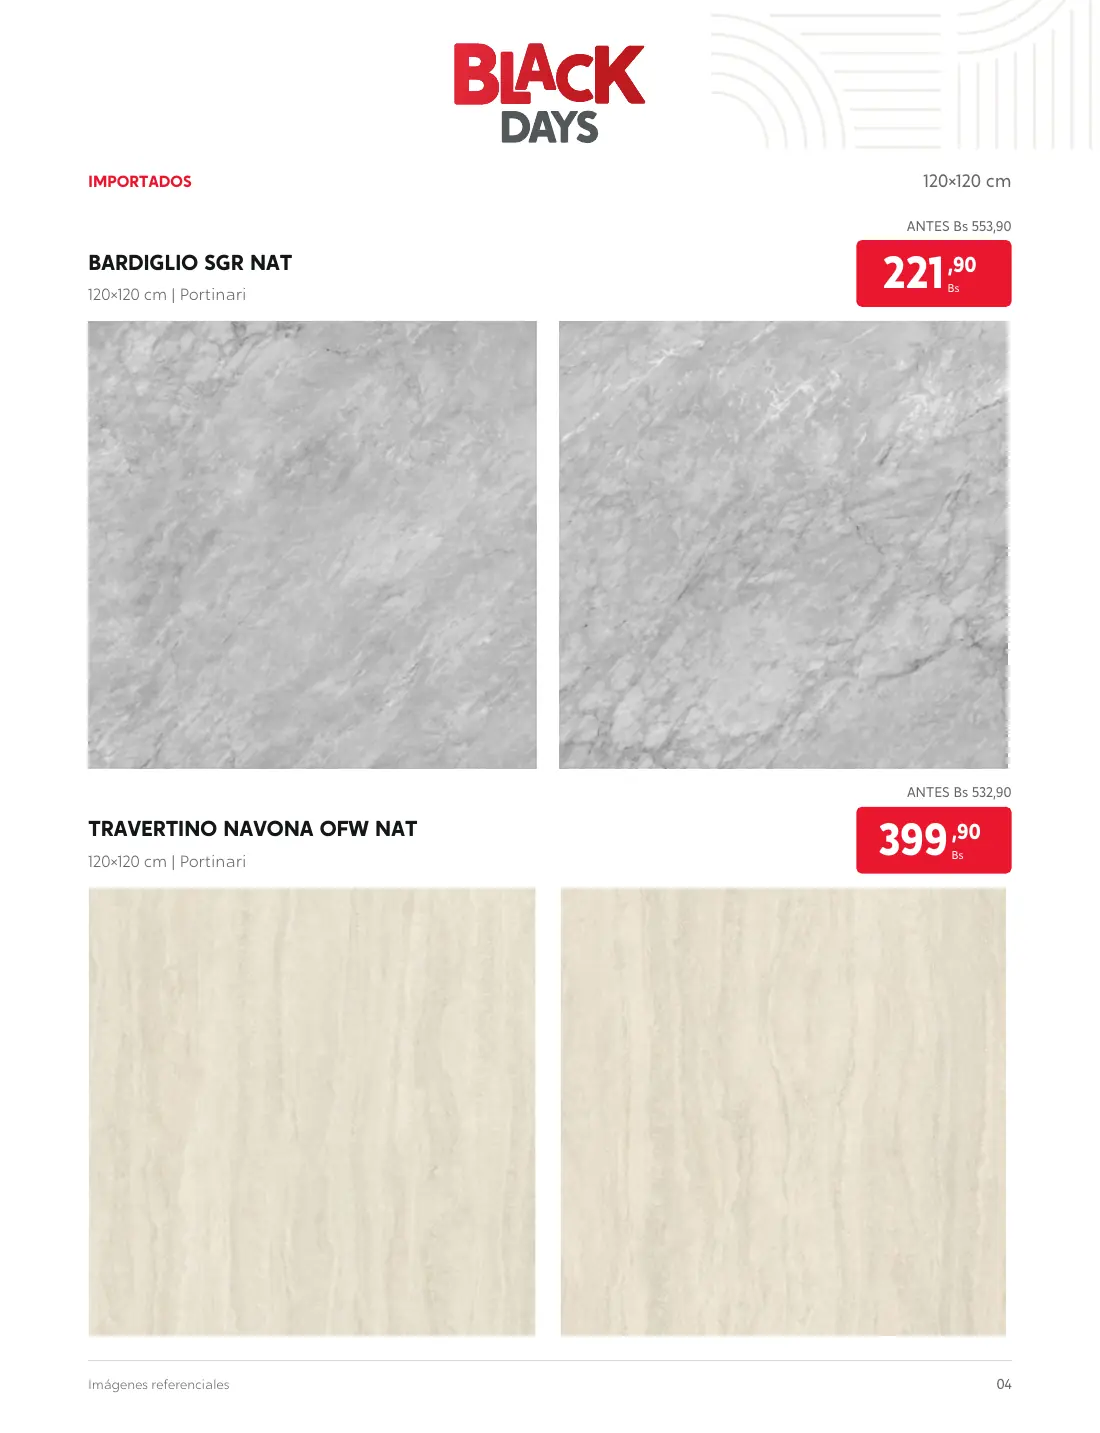 BLACK
DAYS
IMPORTADOS
120×120 cm
ANTES Bs 553,90
BARDIGLIO SGR NAT
221,90
Bs
120×120 cm | Portinari
ANTES Bs 532,90
TRAVERTINO NAVONA OFW NAT
399,90
Bs
120×120 cm | Portinari
Imágenes referenciales
04